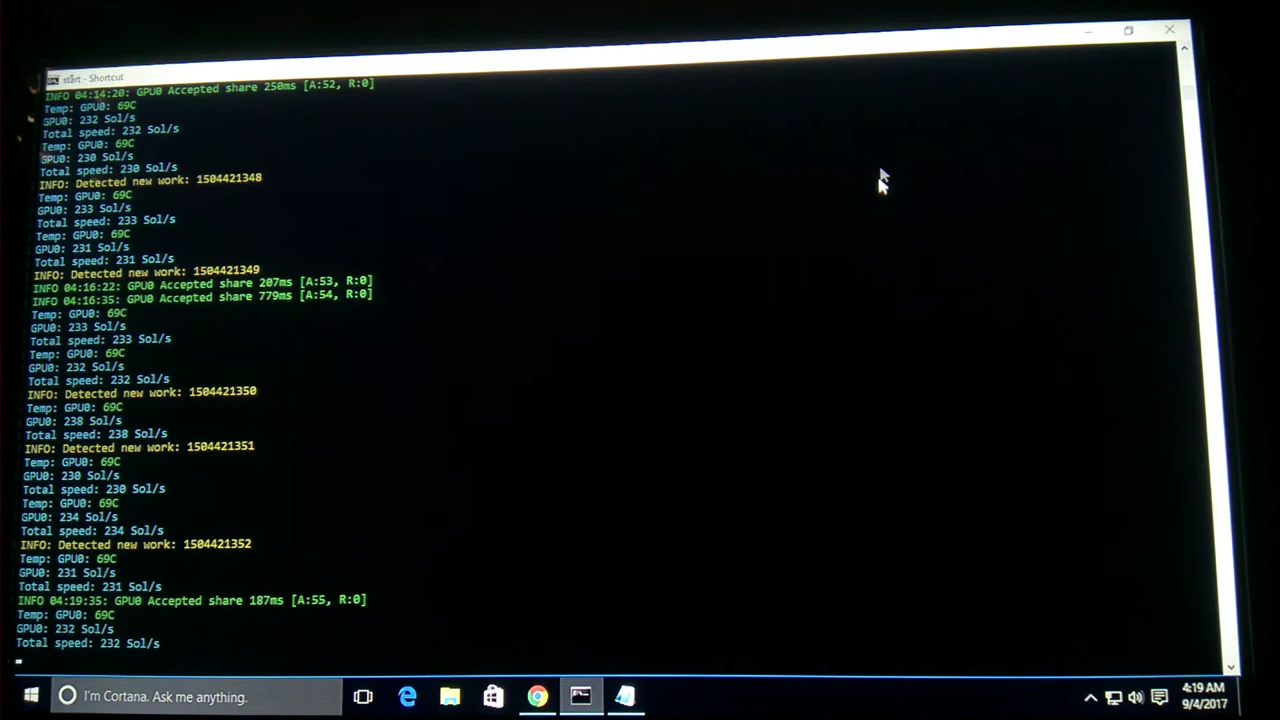 start - Shortcut
INFO 04:14:20: GPU0 Accepted share 250ms [A:52, R:0]
Temp: GPU0: 69C
GPU0: 232 Sol/s
Total speed: 232 Sol/s
Temp: GPU0: 69C
GPU0: 230 Sol/s
Total speed: 230 Sol/s
INFO: Detected new work: 1504421348
Temp: GPU0: 69C
GPU0: 233 Sol/s
Total speed: 233 Sol/s
Temp: GPU0: 69C
GPU0: 231 Sol/s
Total speed: 231 Sol/s
INFO: Detected new work: 1504421349
INFO 04:16:22: GPU0 Accepted share 207ms [A:53, R:0]
INFO 04:16:35: GPU0 Accepted share 779ms [A:54, R:0]
Temp: GPU0: 69C
GPU0: 233 Sol/s
Total speed: 233 Sol/s
Temp: GPU0: 69C
GPU0: 232 Sol/s
Total speed: 232 Sol/s
INFO: Detected new work: 1504421350
Temp: GPU0: 69C
GPU0: 238 Sol/s
Total speed: 238 Sol/s
INFO: Detected new work: 1504421351
Temp: GPU0: 69C
GPU0: 230 Sol/s
Total speed: 230 Sol/s
Temp: GPU0: 69C
GPU0: 234 Sol/s
Total speed: 234 Sol/s
INFO: Detected new work: 1504421352
Temp: GPU0: 69C
GPU0: 231 Sol/s
Total speed: 231 Sol/s
INFO 04:19:35: GPU0 Accepted share 187ms [A:55, R:0]
Temp: GPU0: 69C
GPU0: 232 Sol/s
Total speed: 232 Sol/s
I'm Cortana. Ask me anything.
4:19 AM
9/4/2017